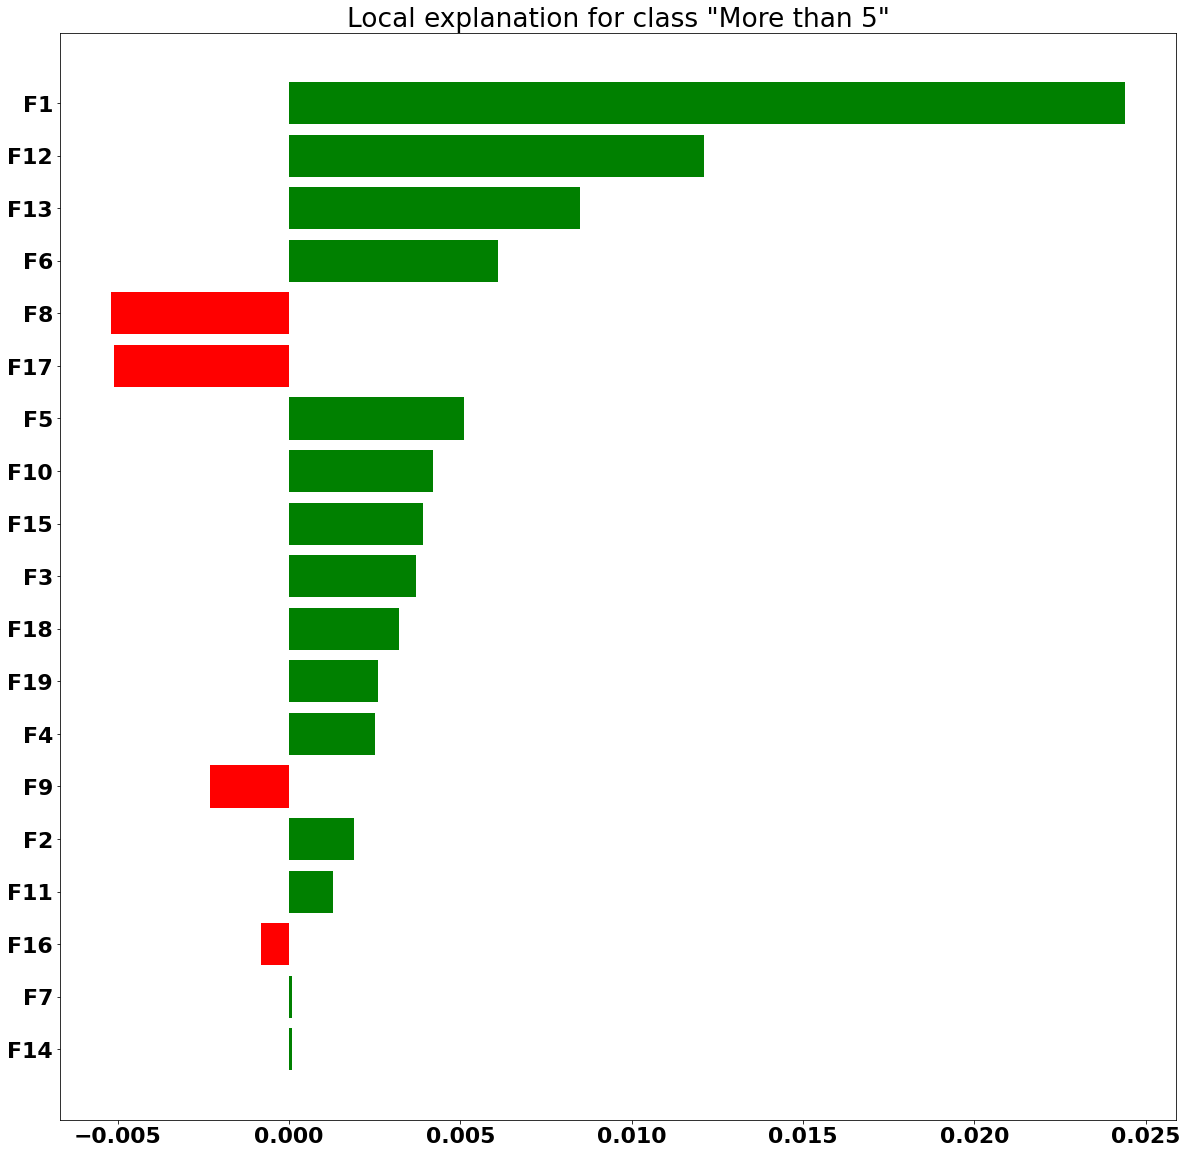 Local explanation for class "More than 5"
F1
F12
F13
F6
F8
F17
F5
F10
F15
F3
F18
F19
F4
F9
F2
F11
F16
F7
F14
−0.005 0.000 0.005 0.010 0.015 0.020 0.025